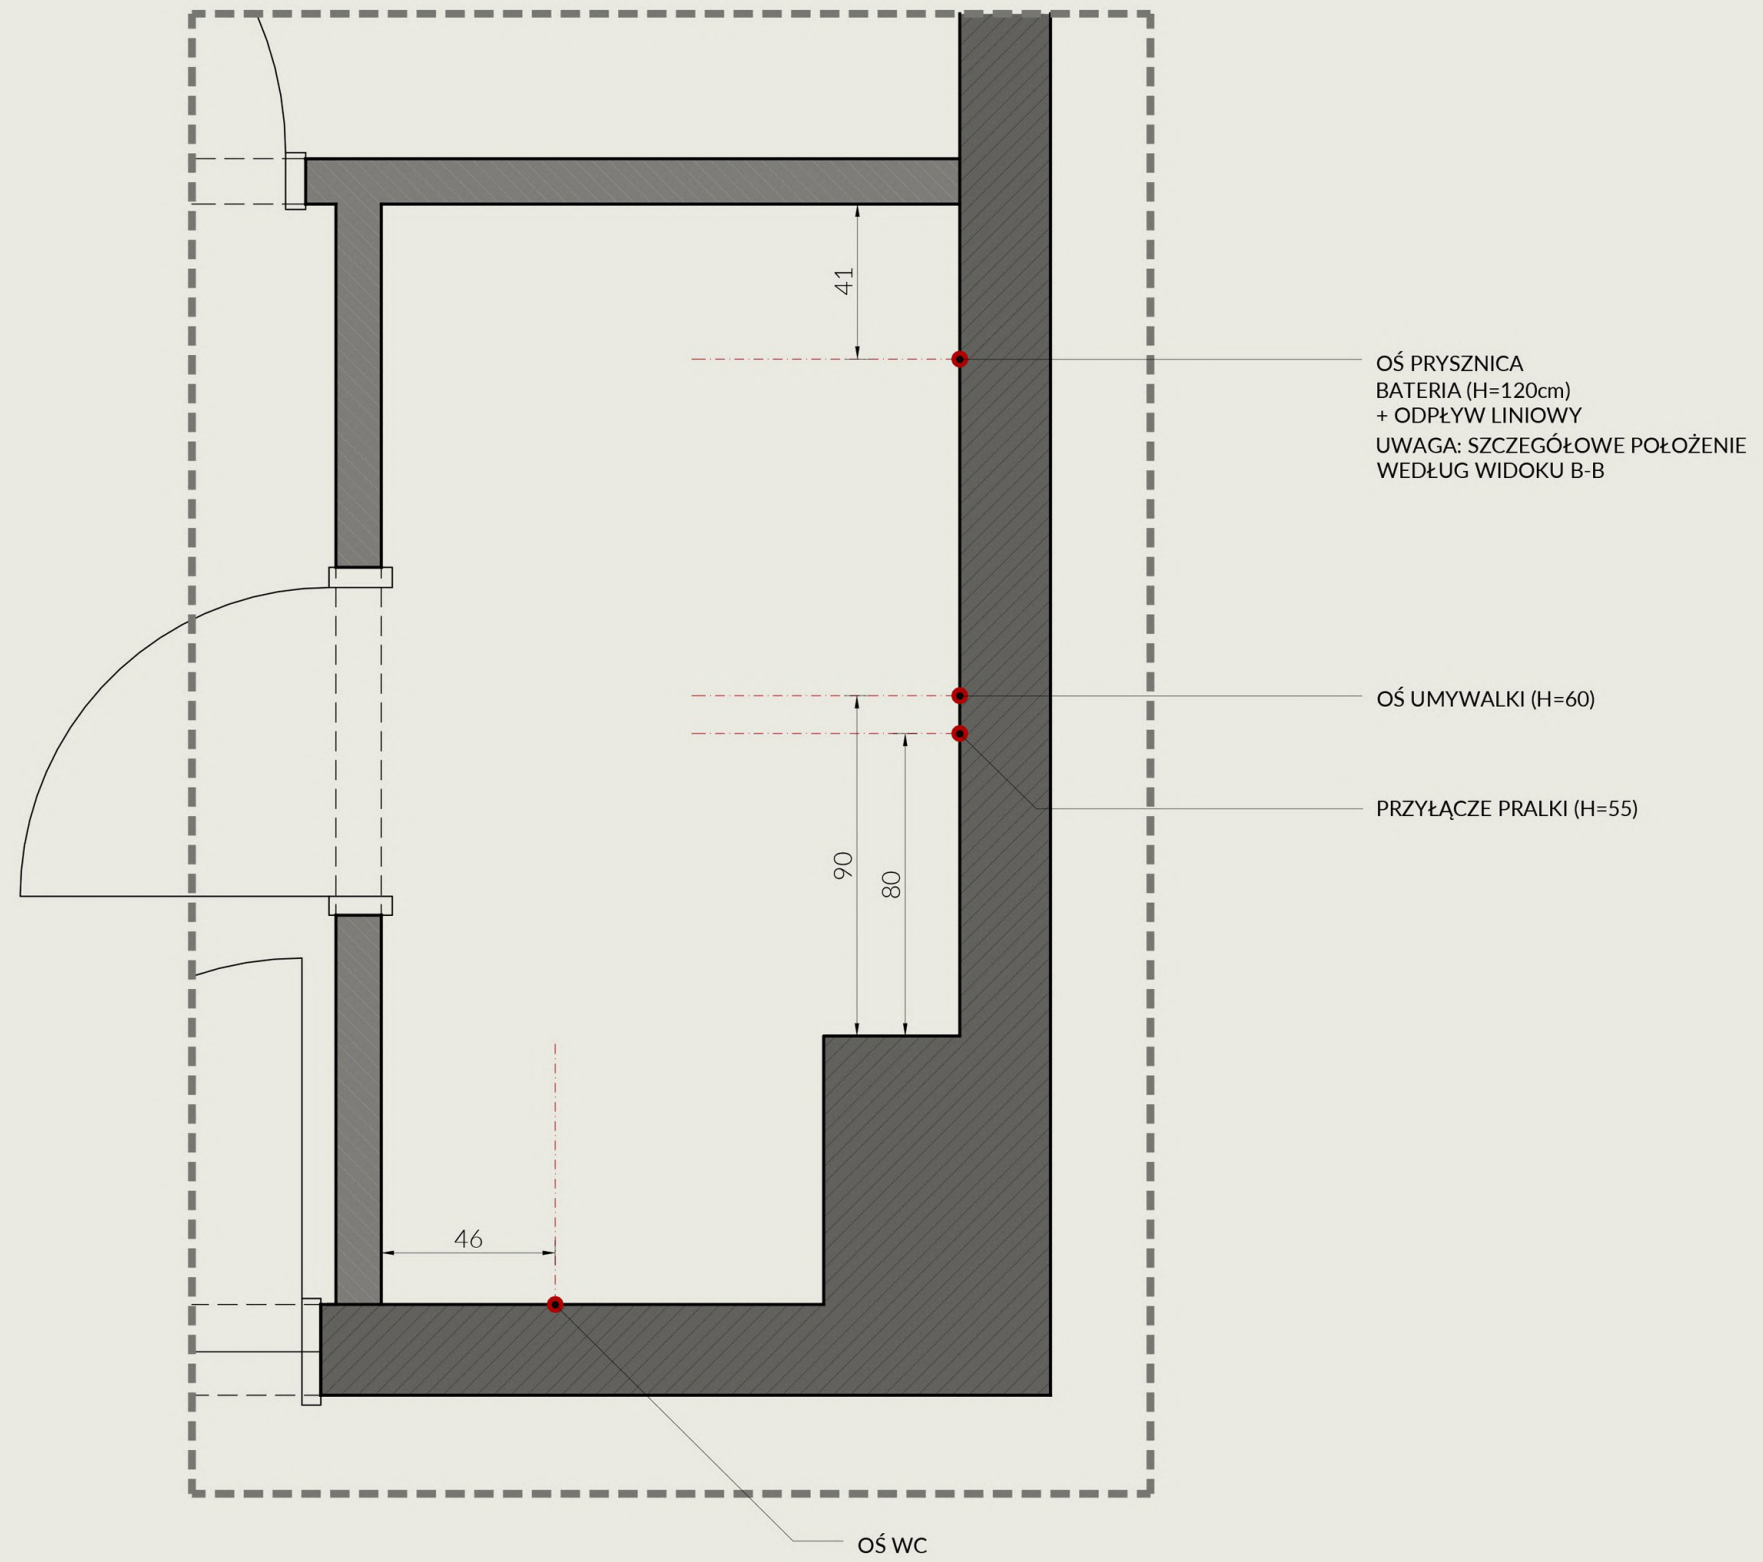 41
OŚ PRYSZNICA
BATERIA (H=120cm)
+ ODPŁYW LINIOWY
UWAGA: SZCZEGÓŁOWE POŁOŻENIE
WEDŁUG WIDOKU B-B
OŚ UMYWALKI (H=60)
PRZYŁĄCZE PRALKI (H=55)
90
80
46
OŚ WC